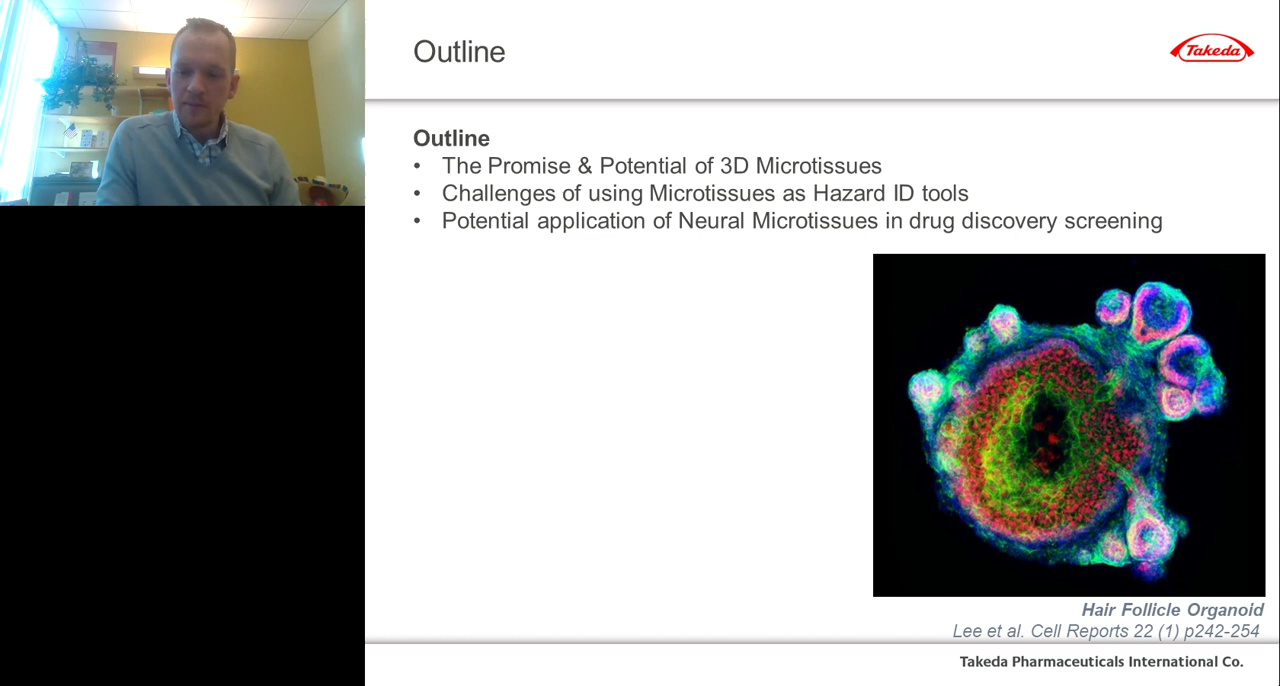 Outline
Takeda
Outline
• The Promise & Potential of 3D Microtissues
• Challenges of using Microtissues as Hazard ID tools
• Potential application of Neural Microtissues in drug discovery screening
Hair Follicle Organoid
Lee et al. Cell Reports 22 (1) p242-254
Takeda Pharmaceuticals International Co.